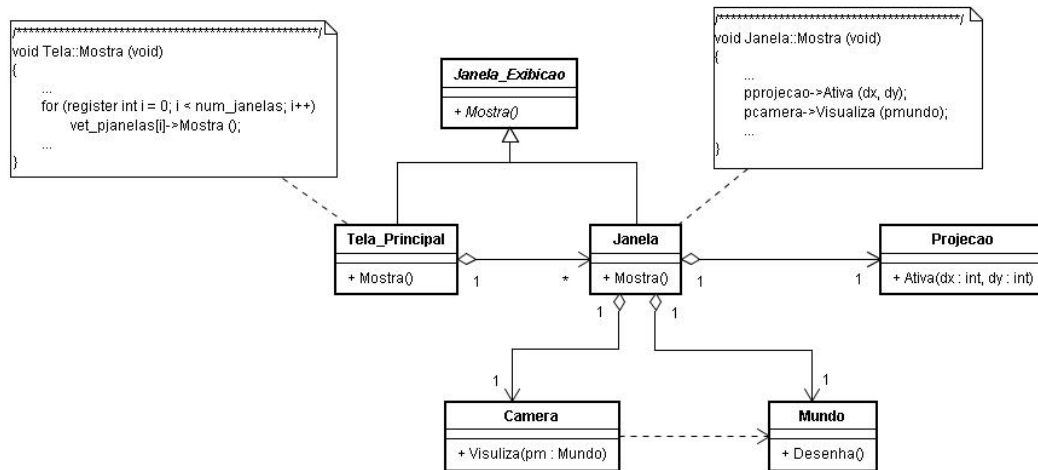 /**********************************************/
void Tela::Mostra (void)
{
...
for (register int i = 0; i < num_janelas; i++)
vet_pjanelas[i]->Mostra ();
...
}
/*****************************************/
void Janela::Mostra (void)
{
...
pprojecao->Ativa (dx, dy);
pcamera->Visualiza (pmundo);
...
}
Janela_Exibicao
+ Mostra()
Tela_Principal
+ Mostra()
1
*
Janela
+ Mostra()
1
1
Projecao
+ Ativa(dx : int, dy : int)
1
1
1
1
Camera
+ Visuliza(pm : Mundo)
Mundo
+ Desenha()